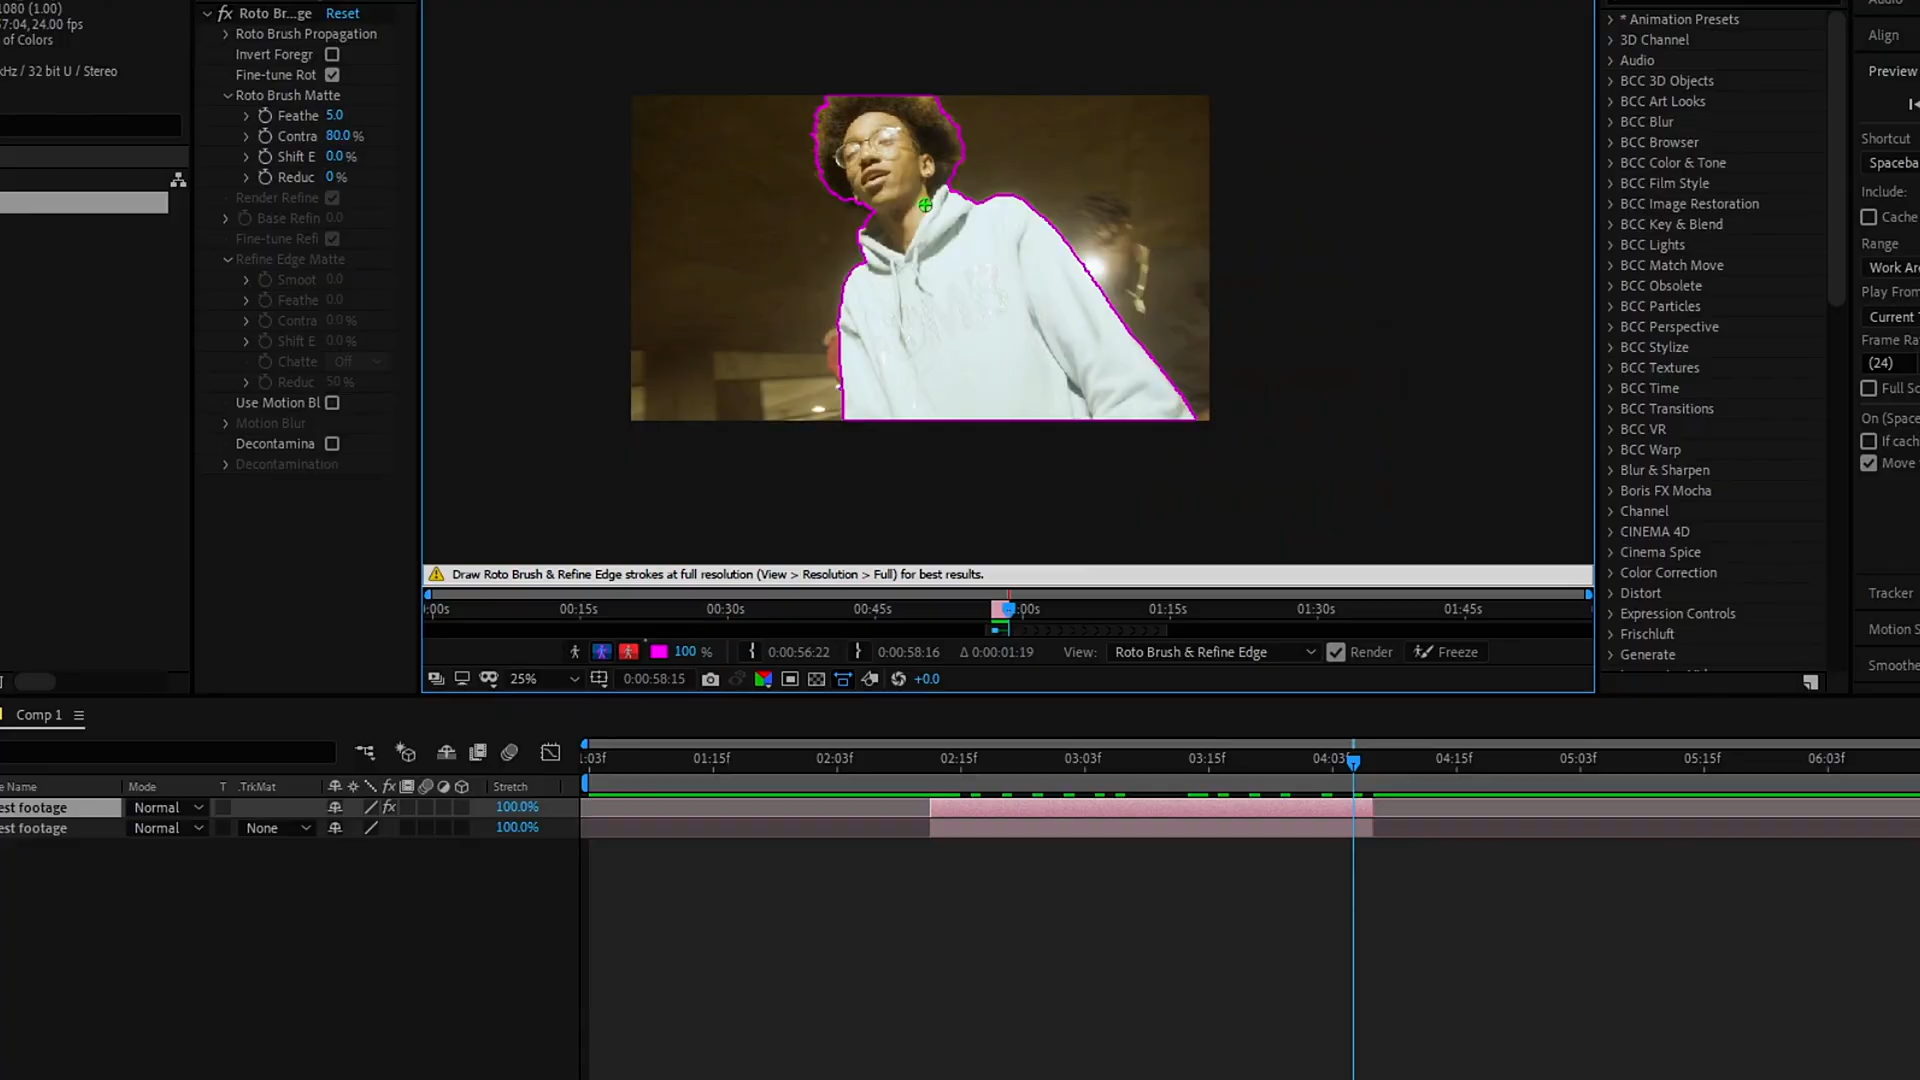 1080 (1.00)
7:04, 24.00 fps
of Colors
kHz / 32 bit U / Stereo
fx Roto Br...ge Reset
Roto Brush Propagation
Invert Foregr
Fine-tune Rot
Roto Brush Matte
Feathe 5.0
Contra 80.0 %
Shift E 0.0 %
Reduc 0 %
Render Refine
Base Refin 0.0
Fine-tune Refi
Refine Edge Matte
Smoot 0.0
Feathe 0.0
Contra 0.0 %
Shift E 0.0 %
Chatte Off
Reduc 50 %
Use Motion Bl
Motion Blur
Decontamina
Decontamination
Draw Roto Brush & Refine Edge strokes at full resolution (View > Resolution > Full) for best results.
:00s 00:15s 00:30s 00:45s :00s 01:15s 01:30s 01:45s
100 % 0:00:56:22 0:00:58:16 Δ 0:00:01:19 View: Roto Brush & Refine Edge Render Freeze
25% 0:00:58:15 +0.0
* Animation Presets
3D Channel
Audio
BCC 3D Objects
BCC Art Looks
BCC Blur
BCC Browser
BCC Color & Tone
BCC Film Style
BCC Image Restoration
BCC Key & Blend
BCC Lights
BCC Match Move
BCC Obsolete
BCC Particles
BCC Perspective
BCC Stylize
BCC Textures
BCC Time
BCC Transitions
BCC VR
BCC Warp
Blur & Sharpen
Boris FX Mocha
Channel
CINEMA 4D
Cinema Spice
Color Correction
Distort
Expression Controls
Frischluft
Generate
Align
Preview
Shortcut
Spaceba
Include:
Cache
Range
Work Are
Play From
Current T
Frame Ra
(24)
Full Sc
On (Space
If cach
Move
Tracker
Motion S
Smoothe
Comp 1
:03f 01:15f 02:03f 02:15f 03:03f 03:15f 04:03f 04:15f 05:03f 05:15f 06:03f
e Name Mode T .TrkMat fx Stretch
est footage Normal fx 100.0%
est footage Normal None 100.0%